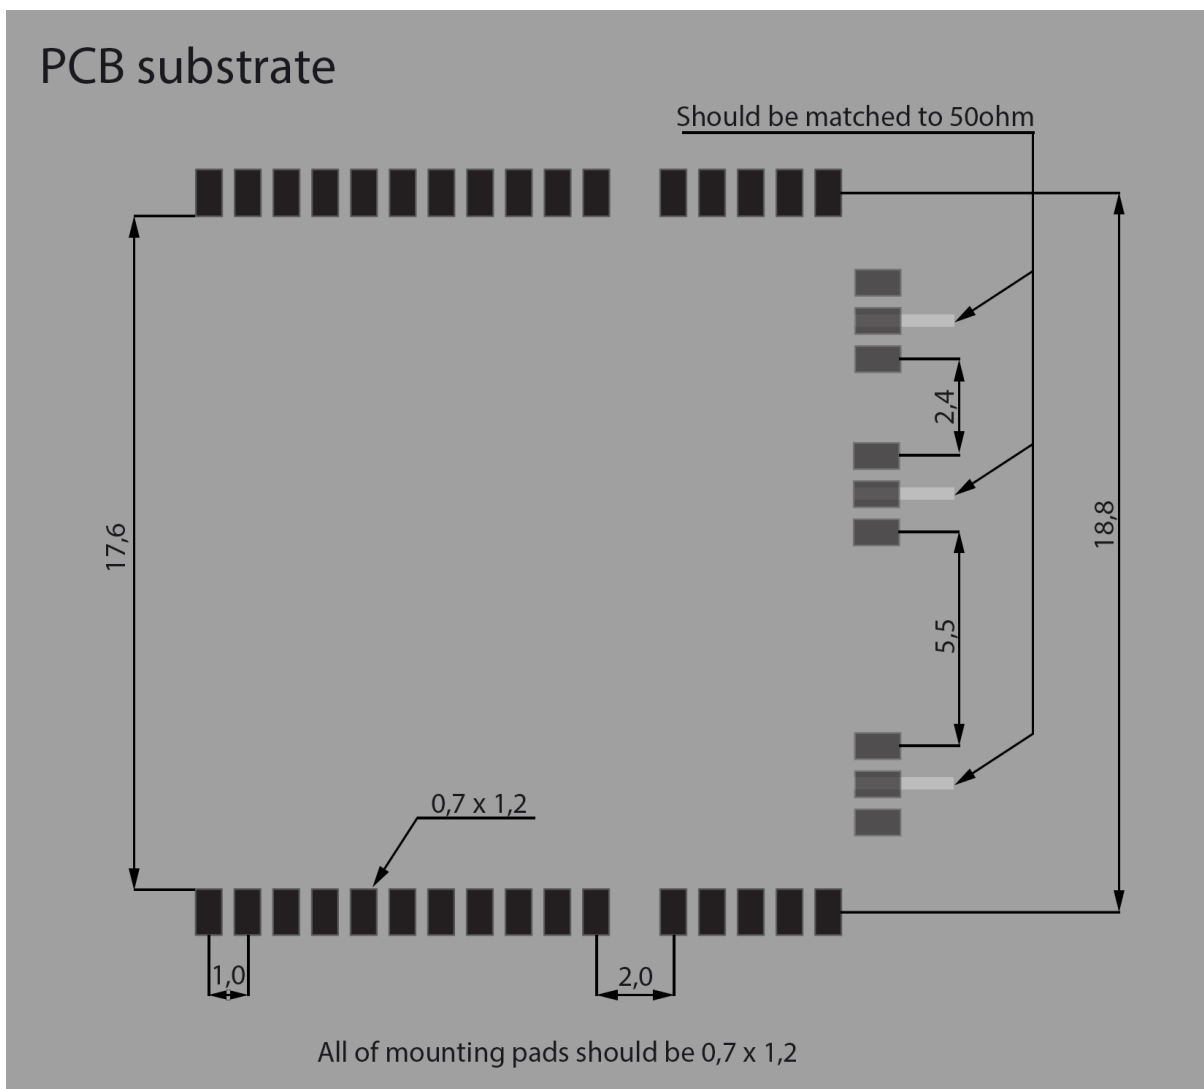 PCB substrate
Should be matched to 50ohm
2,4
17,6
18,8
5,5
0,7 x 1,2
1,0
2,0
All of mounting pads should be 0,7 x 1,2